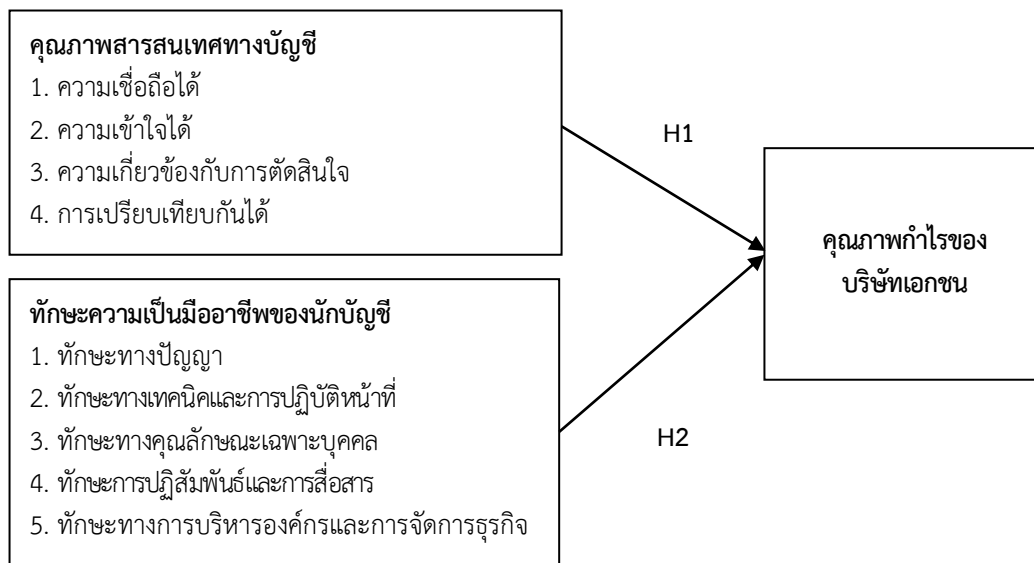 คุณภาพสารสนเทศทางบัญชี
1. ความเชื่อถือได้
2. ความเข้าใจได้
3. ความเกี่ยวข้องกับการตัดสินใจ
4. การเปรียบเทียบกันได้
H1
คุณภาพกำไรของ
บริษัทเอกชน
ทักษะความเป็นมืออาชีพของนักบัญชี
1. ทักษะทางปัญญา
2. ทักษะทางเทคนิคและการปฏิบัติหน้าที่
3. ทักษะทางคุณลักษณะเฉพาะบุคคล
4. ทักษะการปฏิสัมพันธ์และการสื่อสาร
5. ทักษะทางการบริหารองค์กรและการจัดการธุรกิจ
H2